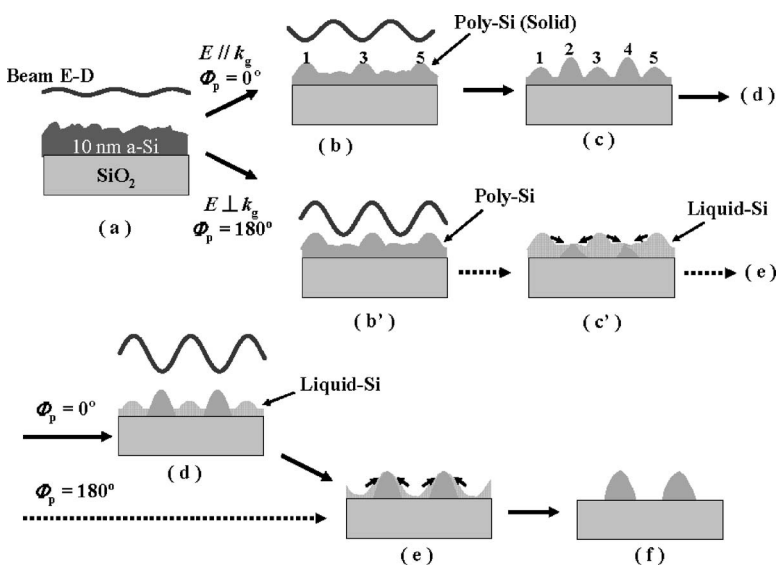 Beam E-D
10 nm a-Si
SiO₂
( a )
E // kg
Φp = 0°
E ⊥ kg
Φp = 180°
1 3 5
Poly-Si (Solid)
( b )
1 2 3 4 5
( c )
( d )
Poly-Si
( b’ )
Liquid-Si
( c’ )
( e )
Φp = 0°
Liquid-Si
( d )
Φp = 180°
( e )
( f )